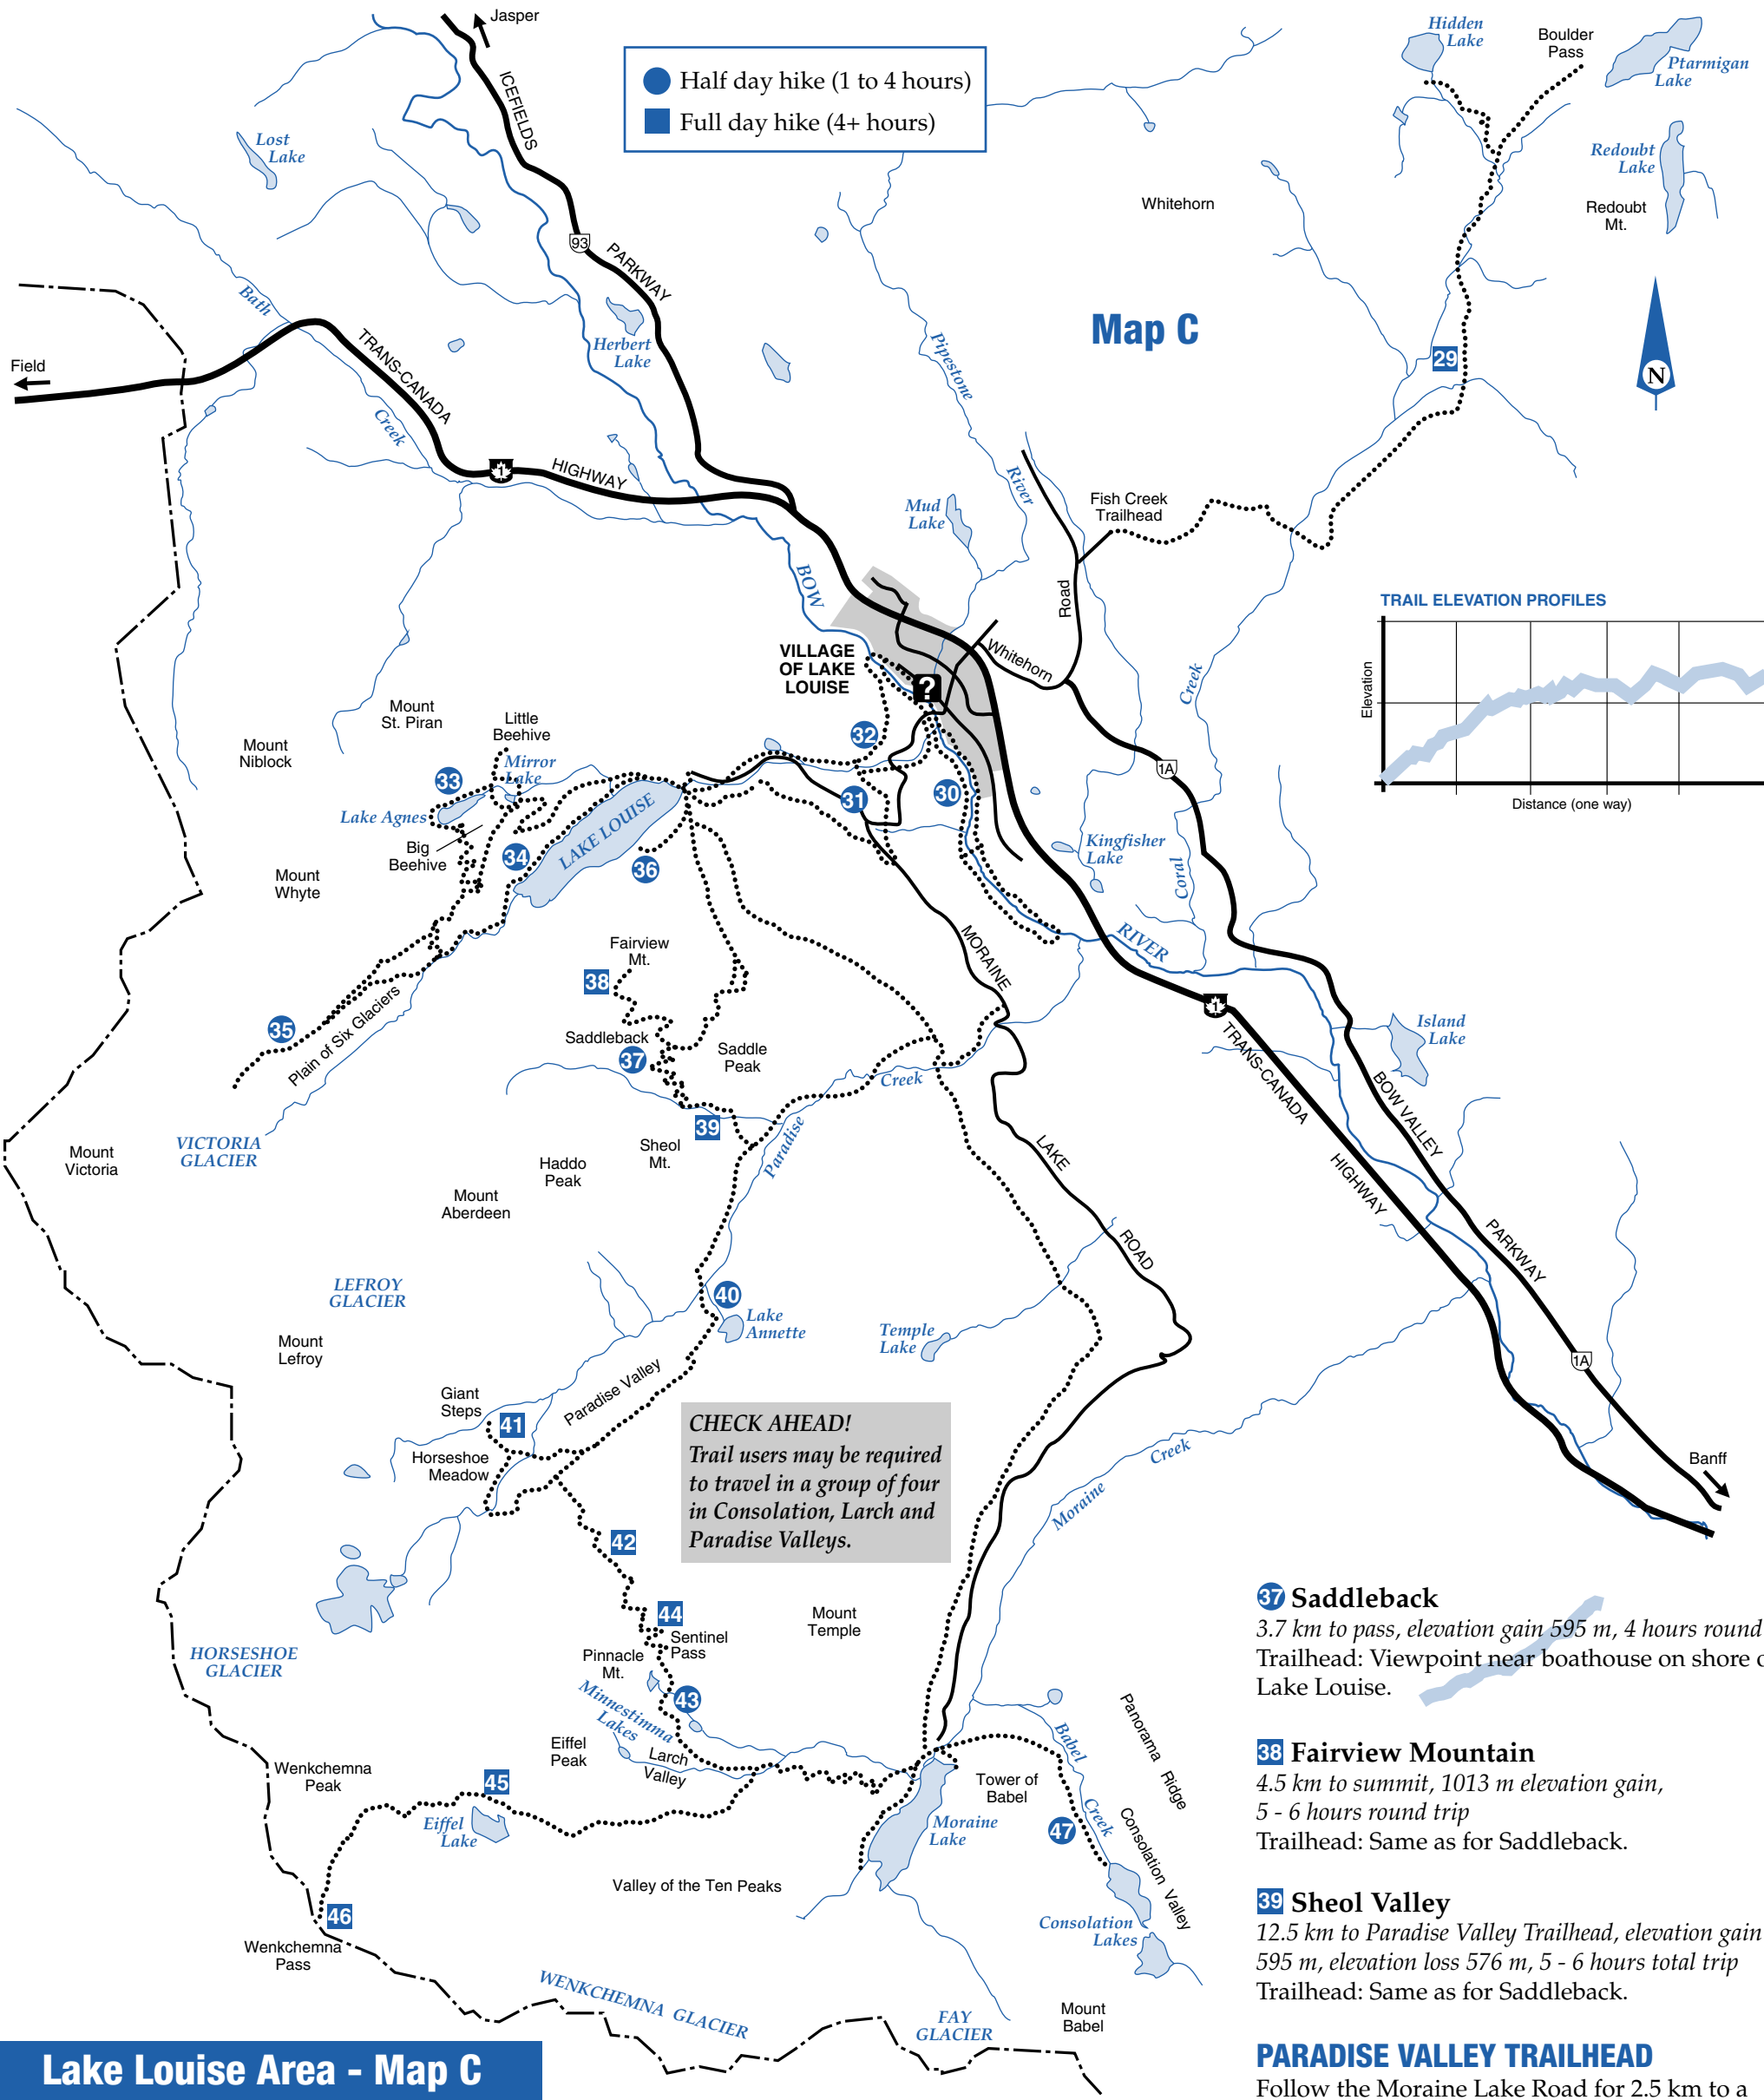 Jasper
ICEFIELDS
PARKWAY
93
Half day hike (1 to 4 hours)
Full day hike (4+ hours)
Hidden
Lake
Boulder
Pass
Ptarmigan
Lake
Redoubt
Lake
Redoubt
Mt.
Whitehorn
Lost
Lake
Bath
Creek
Field
TRANS-CANADA
HIGHWAY
1
Herbert
Lake
Map C
Pipestone
River
29
N
Fish Creek
Trailhead
Mud
Lake
BOW
Road
Whitehorn
VILLAGE
OF LAKE
LOUISE
?
TRAIL ELEVATION PROFILES
Elevation
Distance (one way)
Mount
St. Piran
Little
Beehive
Mirror
Lake
Mount
Niblock
33
Lake Agnes
Big
Beehive
34
LAKE LOUISE
36
32
31
30
1A
Creek
Coral
Kingfisher
Lake
Mount
Whyte
MORAINE
RIVER
Fairview
Mt.
38
35
Plain of Six Glaciers
Saddleback
37
Saddle
Peak
Creek
Paradise
39
Sheol
Mt.
1
TRANS-CANADA
HIGHWAY
Island
Lake
BOW VALLEY
PARKWAY
LAKE
ROAD
VICTORIA
GLACIER
Mount
Victoria
Haddo
Peak
Mount
Aberdeen
LEFROY
GLACIER
Mount
Lefroy
40
Lake
Annette
Temple
Lake
1A
Giant
Steps
41
Paradise Valley
Horseshoe
Meadow
CHECK AHEAD!
Trail users may be required
to travel in a group of four
in Consolation, Larch and
Paradise Valleys.
Creek
Moraine
Banff
42
44
Sentinel
Pass
Mount
Temple
HORSESHOE
GLACIER
Pinnacle
Mt.
43
Minnestimma
Lakes
Eiffel
Peak
Larch
Valley
Wenkchemna
Peak
45
Eiffel
Lake
Tower of
Babel
Moraine
Lake
Babel
Creek
47
Panorama Ridge
Consolation Valley
Valley of the Ten Peaks
46
Wenkchemna
Pass
Consolation
Lakes
WENKCHEMNA GLACIER
FAY
GLACIER
Mount
Babel
37 Saddleback
3.7 km to pass, elevation gain 595 m, 4 hours round
Trailhead: Viewpoint near boathouse on shore
Lake Louise.
38 Fairview Mountain
4.5 km to summit, 1013 m elevation gain,
5 - 6 hours round trip
Trailhead: Same as for Saddleback.
39 Sheol Valley
12.5 km to Paradise Valley Trailhead, elevation gain
595 m, elevation loss 576 m, 5 - 6 hours total trip
Trailhead: Same as for Saddleback.
PARADISE VALLEY TRAILHEAD
Follow the Moraine Lake Road for 2.5 km to a
Lake Louise Area - Map C